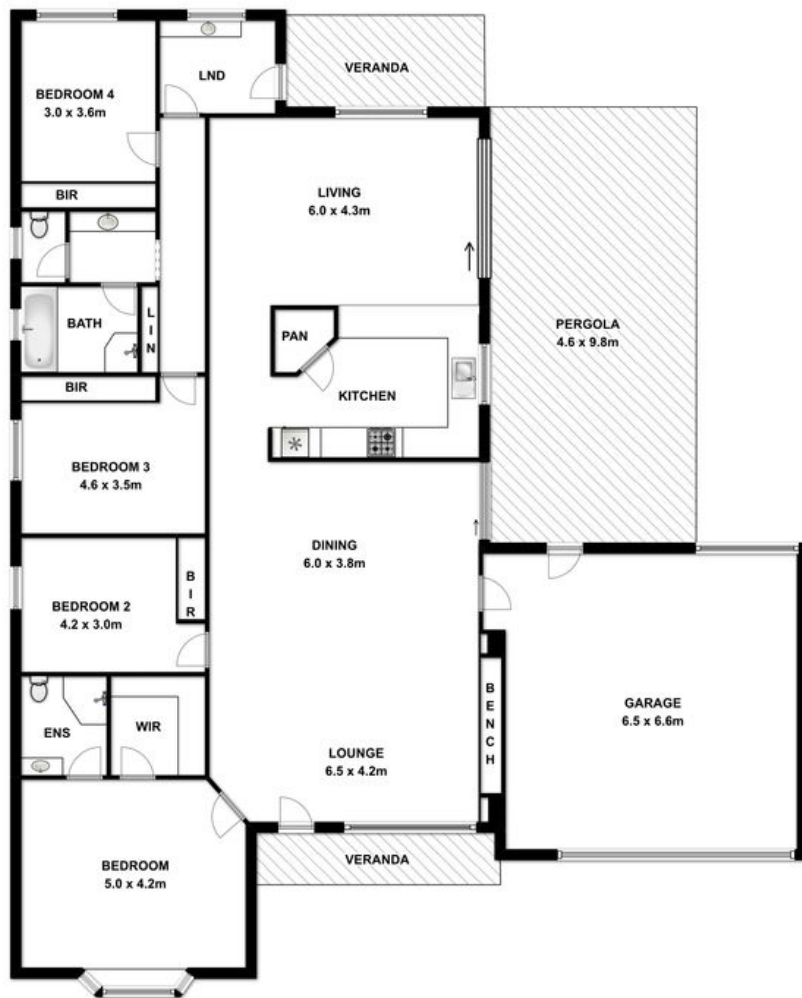 LND
VERANDA
BEDROOM 4
3.0 x 3.6m
BIR
LIVING
6.0 x 4.3m
BATH
LIN
PAN
PERGOLA
4.6 x 9.8m
BIR
KITCHEN
BEDROOM 3
4.6 x 3.5m
DINING
6.0 x 3.8m
BIR
BEDROOM 2
4.2 x 3.0m
ENS
WIR
BENCH
GARAGE
6.5 x 6.6m
LOUNGE
6.5 x 4.2m
BEDROOM
5.0 x 4.2m
VERANDA